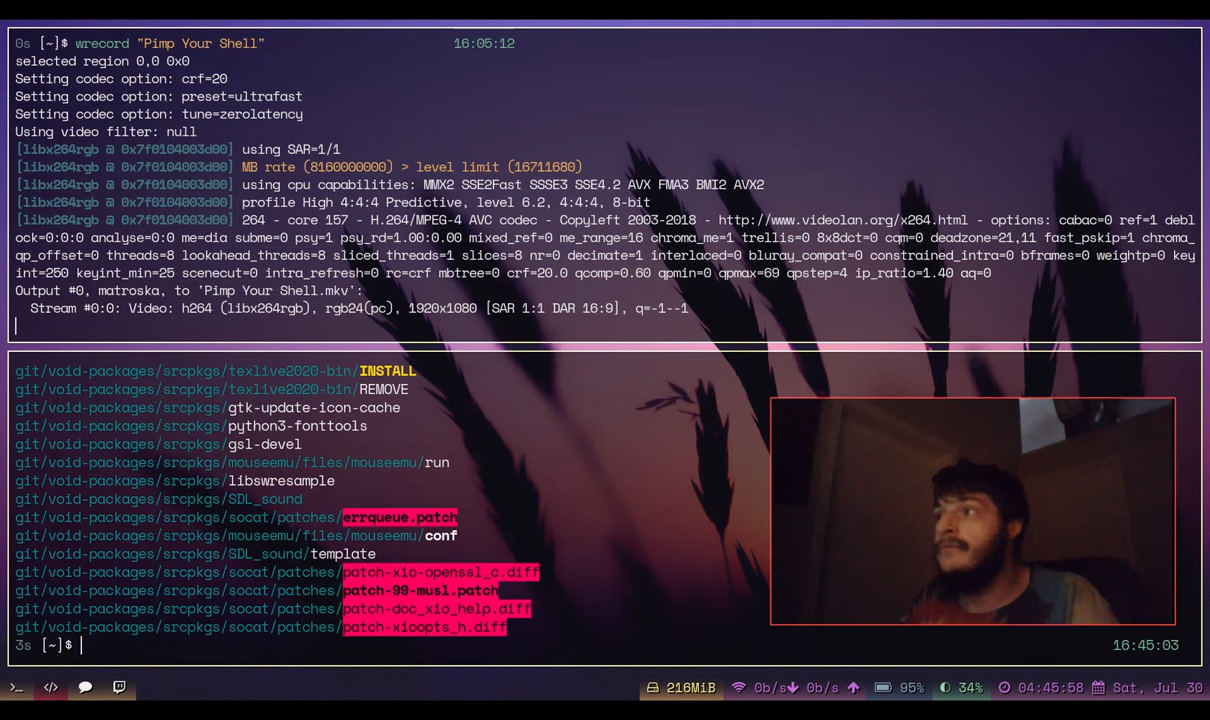 0s [~]$ wrecord "Pimp Your Shell" 16:05:12
selected region 0,0 0x0
Setting codec option: crf=20
Setting codec option: preset=ultrafast
Setting codec option: tune=zerolatency
Using video filter: null
[libx264rgb @ 0x7f0104003d00] using SAR=1/1
[libx264rgb @ 0x7f0104003d00] MB rate (8160000000) > level limit (16711680)
[libx264rgb @ 0x7f0104003d00] using cpu capabilities: MMX2 SSE2Fast SSSE3 SSE4.2 AVX FMA3 BMI2 AVX2
[libx264rgb @ 0x7f0104003d00] profile High 4:4:4 Predictive, level 6.2, 4:4:4, 8-bit
[libx264rgb @ 0x7f0104003d00] 264 - core 157 - H.264/MPEG-4 AVC codec - Copyleft 2003-2018 - http://www.videolan.org/x264.html - options: cabac=0 ref=1 debl
ock=0:0:0 analyse=0:0 me=dia subme=0 psy=1 psy_rd=1.00:0.00 mixed_ref=0 me_range=16 chroma_me=1 trellis=0 8x8dct=0 cqm=0 deadzone=21,11 fast_pskip=1 chroma_
qp_offset=0 threads=8 lookahead_threads=8 sliced_threads=1 slices=8 nr=0 decimate=1 interlaced=0 bluray_compat=0 constrained_intra=0 bframes=0 weightp=0 key
int=250 keyint_min=25 scenecut=0 intra_refresh=0 rc=crf mbtree=0 crf=20.0 qcomp=0.60 qpmin=0 qpmax=69 qpstep=4 ip_ratio=1.40 aq=0
Output #0, matroska, to 'Pimp Your Shell.mkv':
Stream #0:0: Video: h264 (libx264rgb), rgb24(pc), 1920x1080 [SAR 1:1 DAR 16:9], q=-1--1
git/void-packages/srcpkgs/texlive2020-bin/INSTALL
git/void-packages/srcpkgs/texlive2020-bin/REMOVE
git/void-packages/srcpkgs/gtk-update-icon-cache
git/void-packages/srcpkgs/python3-fonttools
git/void-packages/srcpkgs/gsl-devel
git/void-packages/srcpkgs/mouseemu/files/mouseemu/run
git/void-packages/srcpkgs/libswresample
git/void-packages/srcpkgs/SDL_sound
git/void-packages/srcpkgs/socat/patches/errqueue.patch
git/void-packages/srcpkgs/mouseemu/files/mouseemu/conf
git/void-packages/srcpkgs/SDL_sound/template
git/void-packages/srcpkgs/socat/patches/patch-xio-openssl_c.diff
git/void-packages/srcpkgs/socat/patches/patch-99-musl.patch
git/void-packages/srcpkgs/socat/patches/patch-doc_xio_help.diff
git/void-packages/srcpkgs/socat/patches/patch-xioopts_h.diff
3s [~]$ 16:45:03
216MiB 0b/s 0b/s 95% 34% 04:45:58 Sat, Jul 30